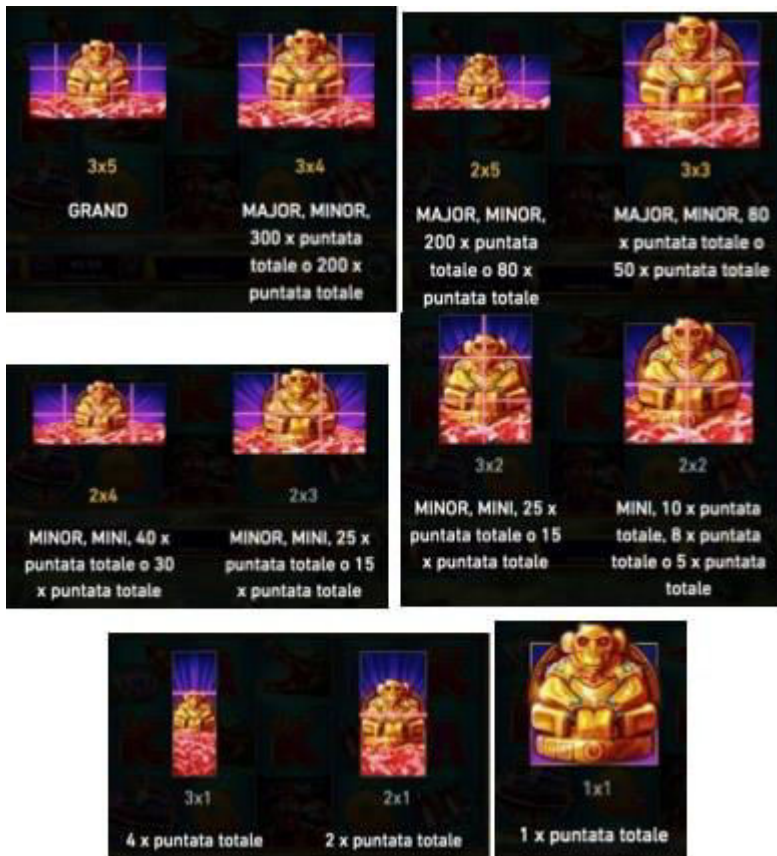 3x5
GRAND
3x4
MAJOR, MINOR,
300 x puntata
totale o 200 x
puntata totale
2x5
MAJOR, MINOR,
200 x puntata
totale o 80 x
puntata totale
3x3
MAJOR, MINOR, 80
x puntata totale o
50 x puntata totale
2x4
MINOR, MINI, 40 x
puntata totale o 30
x puntata totale
2x3
MINOR, MINI, 25 x
puntata totale o 15
x puntata totale
3x2
MINOR, MINI, 25 x
puntata totale o 15
x puntata totale
2x2
MINI, 10 x puntata
totale, 8 x puntata
totale o 5 x puntata
totale
3x1
4 x puntata totale
2x1
2 x puntata totale
1x1
1 x puntata totale